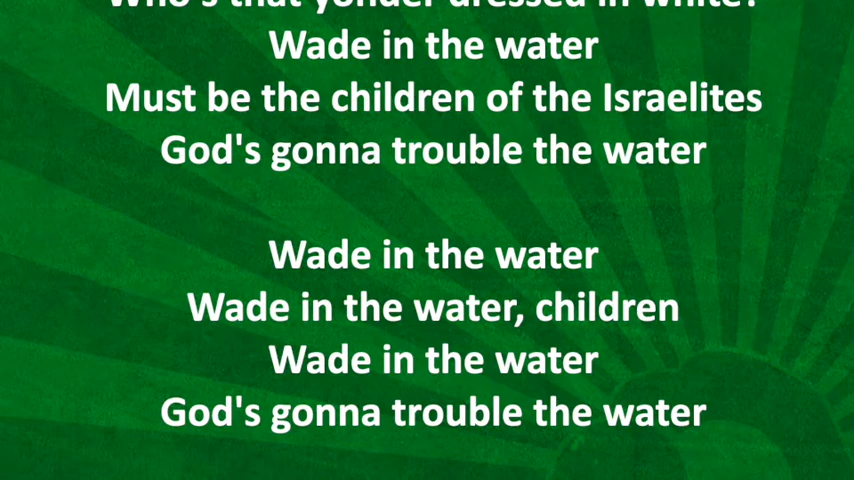 Who's that yonder dressed in white?
Wade in the water
Must be the children of the Israelites
God's gonna trouble the water
Wade in the water
Wade in the water, children
Wade in the water
God's gonna trouble the water